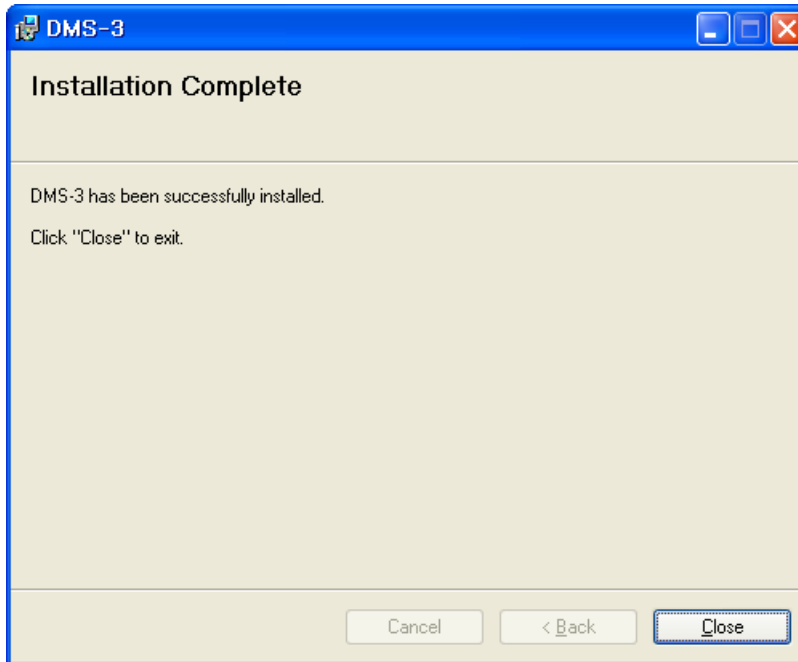 DMS-3
Installation Complete
DMS-3 has been successfully installed.
Click "Close" to exit.
Cancel
< Back
Close